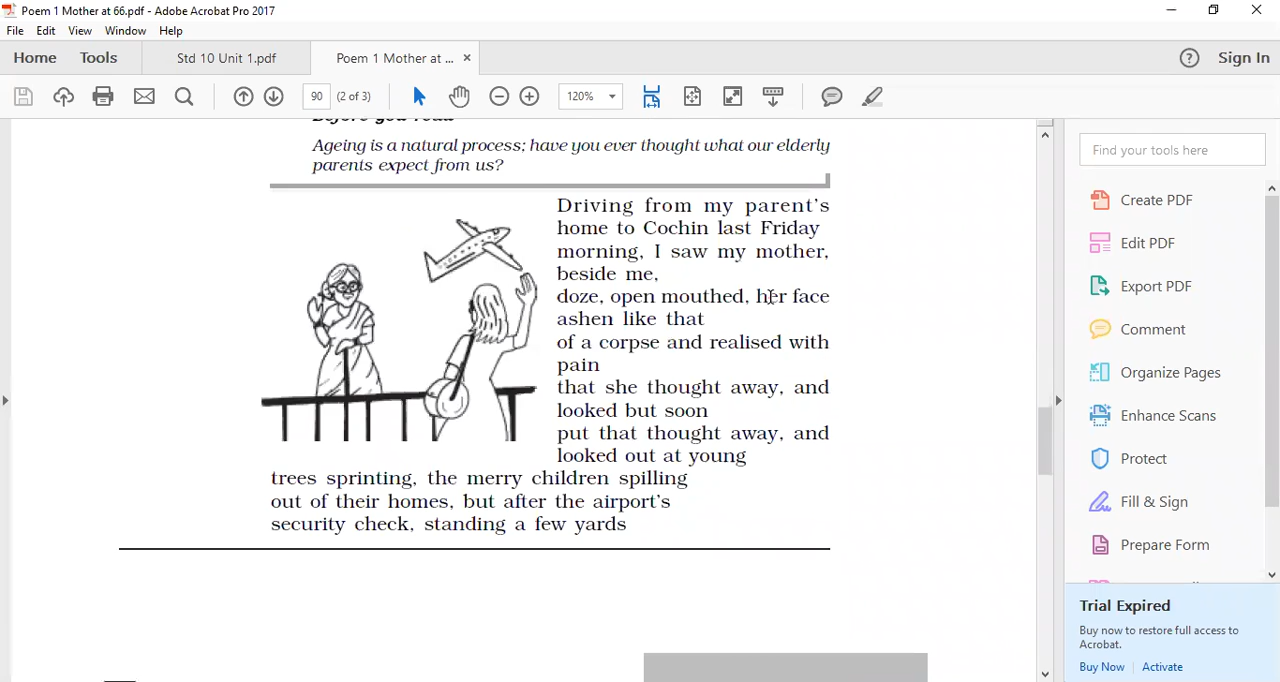 Poem 1 Mother at 66.pdf - Adobe Acrobat Pro 2017
File Edit View Window Help
Home Tools Std 10 Unit 1.pdf Poem 1 Mother at ... × ? Sign In
90 (2 of 3) 120%
Before you read
Ageing is a natural process; have you ever thought what our elderly
parents expect from us?
Driving from my parent's
home to Cochin last Friday
morning, I saw my mother,
beside me,
doze, open mouthed, her face
ashen like that
of a corpse and realised with
pain
that she thought away, and
looked but soon
put that thought away, and
looked out at young
trees sprinting, the merry children spilling
out of their homes, but after the airport's
security check, standing a few yards
Find your tools here
Create PDF
Edit PDF
Export PDF
Comment
Organize Pages
Enhance Scans
Protect
Fill & Sign
Prepare Form
Trial Expired
Buy now to restore full access to
Acrobat.
Buy Now Activate